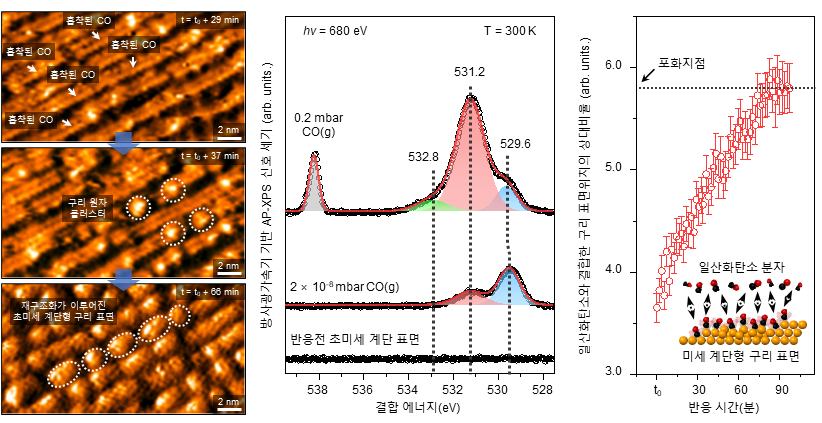 흡착된 CO
t = t₀ + 29 min
흡착된 CO
흡착된 CO
흡착된 CO
흡착된 CO
2 nm
t = t₀ + 37 min
구리 원자
클러스터
2 nm
t = t₀ + 66 min
재구조화가 이루어진
초미세 계단형 구리 표면
2 nm
방사광가속기 기반 AP-XPS 신호 세기 (arb. units.)
hν = 680 eV
T = 300 K
531.2
0.2 mbar
CO(g)
532.8
529.6
2 × 10⁻⁸ mbar CO(g)
반응전 초미세 계단 표면
538
536
534
532
530
528
결합 에너지(eV)
일산화탄소와 결합한 구리 표면위치의 상대비율 (arb. units.)
6.0
5.0
4.0
3.0
포화지점
일산화탄소 분자
미세 계단형 구리 표면
t₀
30
60
90
반응 시간(분)